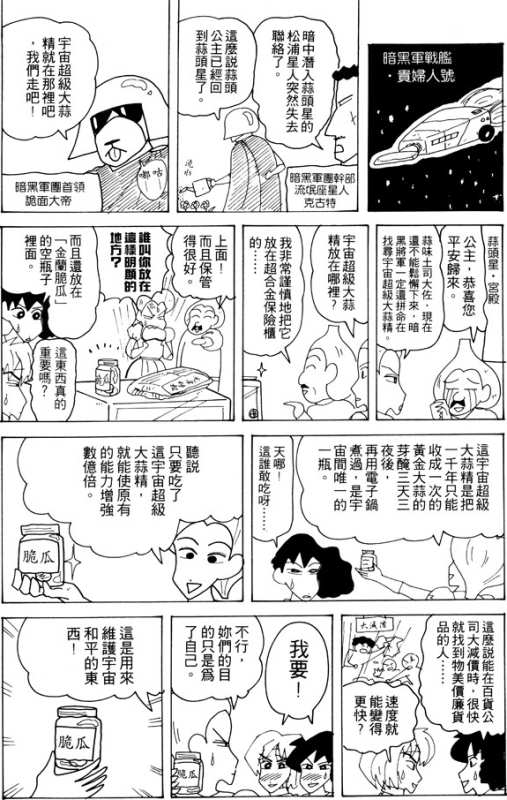 暗黑軍戰艦
．貴婦人號
暗中潛入蒜頭星的
松浦星人突然失去
聯絡了。
暗黑軍團幹部
流氓座星人
克古特
這麼說蒜頭
公主已經回
到蒜頭星了。
嘟咕
暗黑軍團首領
詭面大帝
宇宙超級大蒜
精就在那裡吧
，我們走吧！
蒜頭星．宮殿
公主，恭喜您
平安歸來。
蒜味土司大佐，現在
還不能鬆懈下來，暗
黑將軍一定還拼命在
找尋宇宙超級大蒜精。
宇宙超級大蒜
精放在哪裡？
我非常謹慎地把它
放在超合金保險櫃
的……
上面！
而且保管
得很好。
誰叫你放在
這樣明顯的
地方？
脆瓜
而且還放在
「金蘭脆瓜」
的空瓶子
裡面。
這東西真的
重要嗎？
這宇宙超級
大蒜精是把
一千年只能
收成一次的
黃金大蒜的
芽醃三天三
夜後，
再用電子鍋
煮過，是宇
宙間唯一的
一瓶。
天哪！
這誰敢吃呀……
聽說
只要吃了
這宇宙超級
大蒜精，
就能使原有
的能力增強
數億倍。
脆瓜
大減價
這麼說能在百貨公
司大減價時，很快
就找到物美價廉貨
品的人……
速度就
能變得
更快？
我要！
不行，
妳們的目
的只是為
了自己。
脆瓜
這是用來
維護宇宙
和平的東
西！
脆瓜